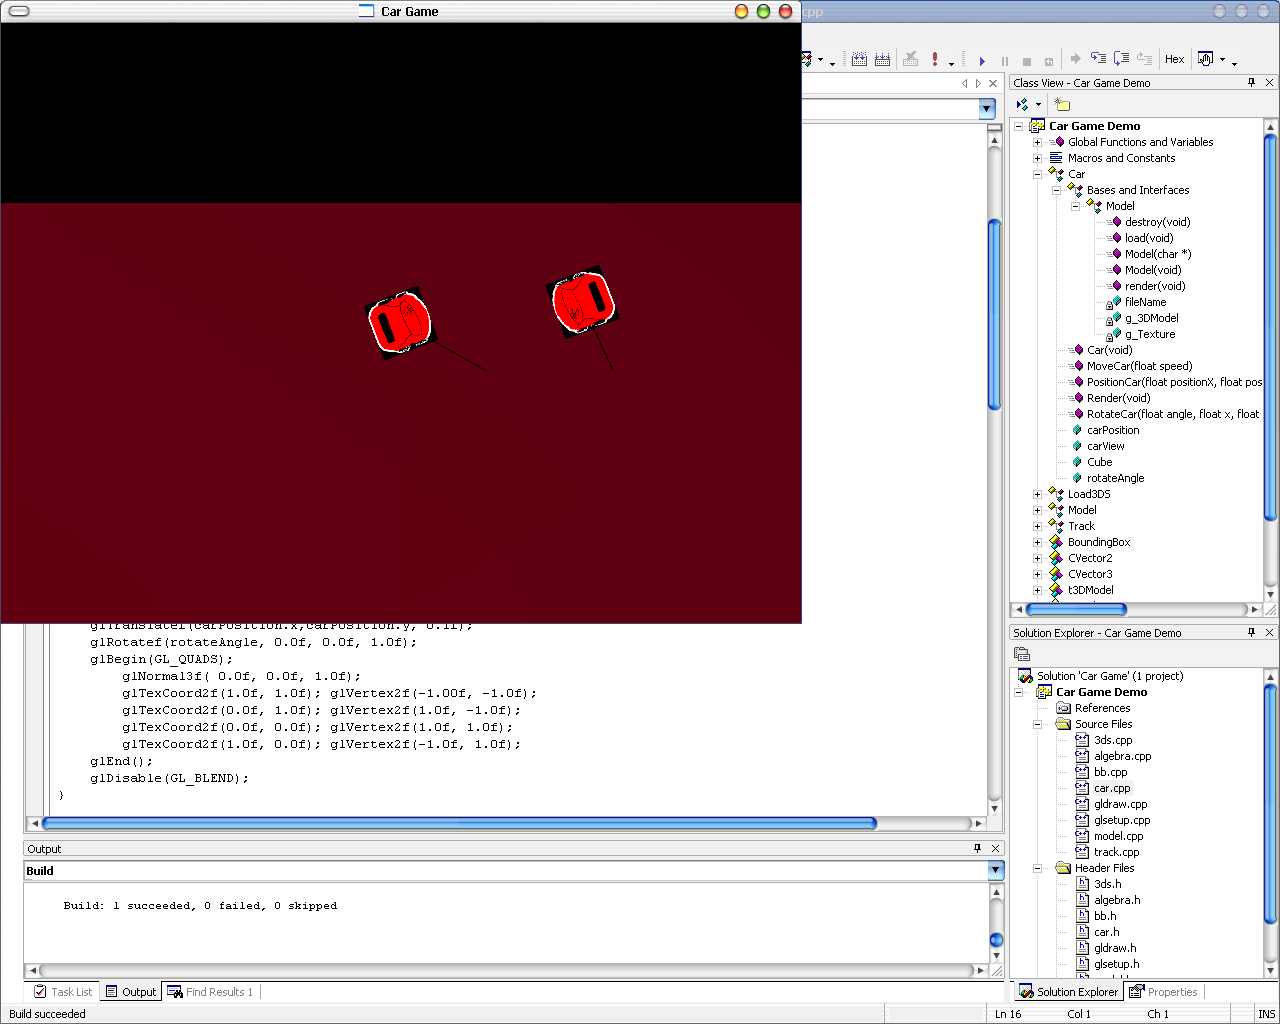 Car Game
cpp
Hex
Class View - Car Game Demo
Car Game Demo
Global Functions and Variables
Macros and Constants
Car
Bases and Interfaces
Model
destroy(void)
load(void)
Model(char *)
Model(void)
render(void)
fileName
g_3DModel
g_Texture
Car(void)
MoveCar(float speed)
PositionCar(float positionX, float pos
Render(void)
RotateCar(float angle, float x, float
carPosition
carView
Cube
rotateAngle
Load3DS
Model
Track
BoundingBox
CVector2
CVector3
t3DModel
glTranslatef(carPosition.x,carPosition.y, 0.1f);
glRotatef(rotateAngle, 0.0f, 0.0f, 1.0f);
glBegin(GL_QUADS);
glNormal3f( 0.0f, 0.0f, 1.0f);
glTexCoord2f(1.0f, 1.0f); glVertex2f(-1.00f, -1.0f);
glTexCoord2f(0.0f, 1.0f); glVertex2f(1.0f, -1.0f);
glTexCoord2f(0.0f, 0.0f); glVertex2f(1.0f, 1.0f);
glTexCoord2f(1.0f, 0.0f); glVertex2f(-1.0f, 1.0f);
glEnd();
glDisable(GL_BLEND);
}
Solution Explorer - Car Game Demo
Solution 'Car Game' (1 project)
Car Game Demo
References
Source Files
3ds.cpp
algebra.cpp
bb.cpp
car.cpp
gldraw.cpp
glsetup.cpp
model.cpp
track.cpp
Header Files
3ds.h
algebra.h
bb.h
car.h
gldraw.h
glsetup.h
Output
Build
Build: 1 succeeded, 0 failed, 0 skipped
Task List
Output
Find Results 1
Solution Explorer
Properties
Build succeeded
Ln 16
Col 1
Ch 1
INS